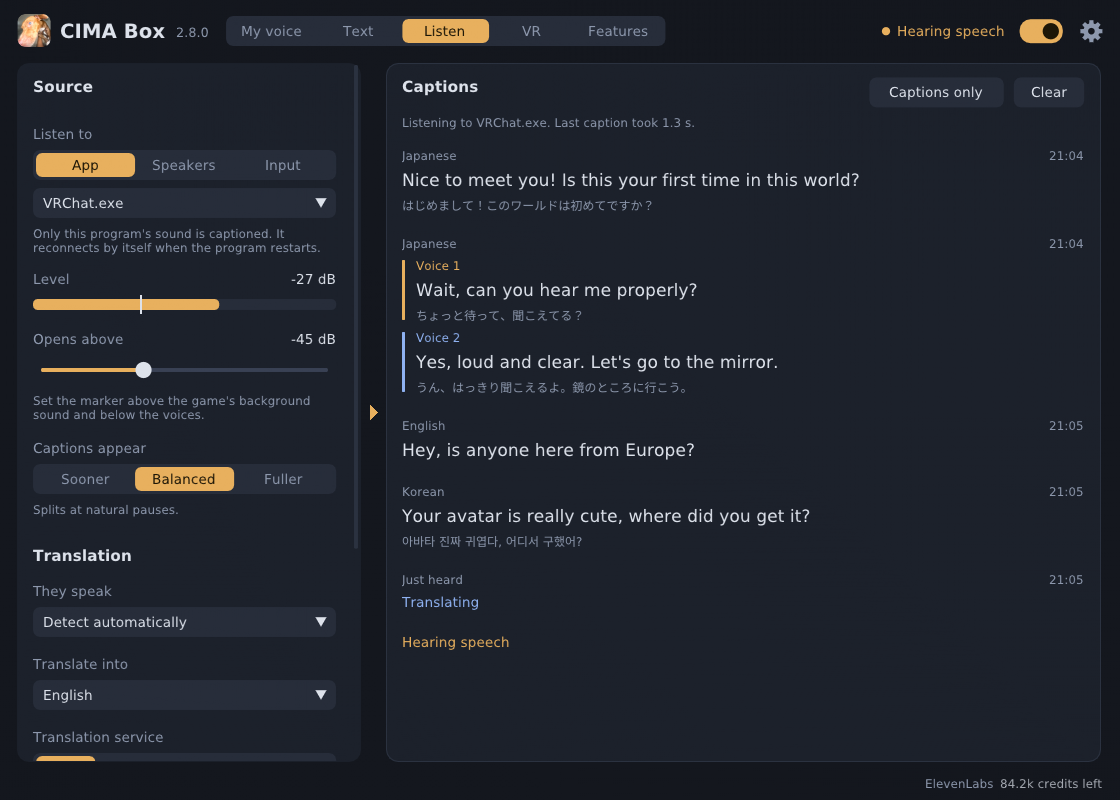 CIMA Box 2.8.0
My voice Text Listen VR Features
Hearing speech
Source
Listen to
App Speakers Input
VRChat.exe
Only this program's sound is captioned. It
reconnects by itself when the program restarts.
Level -27 dB
Opens above -45 dB
Set the marker above the game's background
sound and below the voices.
Captions appear
Sooner Balanced Fuller
Splits at natural pauses.
Translation
They speak
Detect automatically
Translate into
English
Translation service
Captions
Captions only Clear
Listening to VRChat.exe. Last caption took 1.3 s.
Japanese 21:04
Nice to meet you! Is this your first time in this world?
はじめまして！このワールドは初めてですか？
Japanese 21:04
Voice 1
Wait, can you hear me properly?
ちょっと待って、聞こえてる？
Voice 2
Yes, loud and clear. Let's go to the mirror.
うん、はっきり聞こえるよ。鏡のところに行こう。
English 21:05
Hey, is anyone here from Europe?
Korean 21:05
Your avatar is really cute, where did you get it?
아바타 진짜 귀엽다, 어디서 구했어?
Just heard 21:05
Translating
Hearing speech
ElevenLabs 84.2k credits left